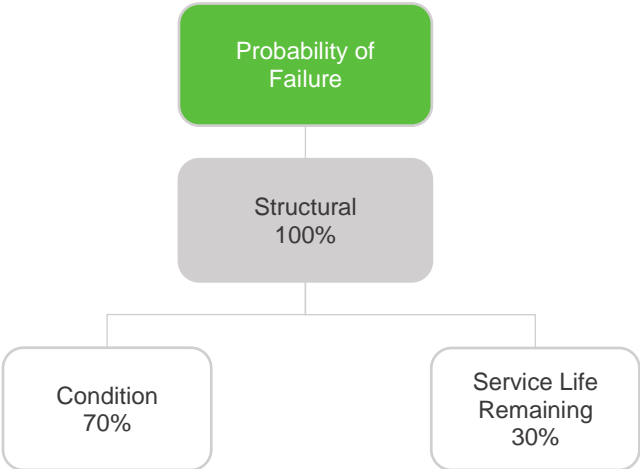 Probability of
Failure
Structural
100%
Condition
70%
Service Life
Remaining
30%